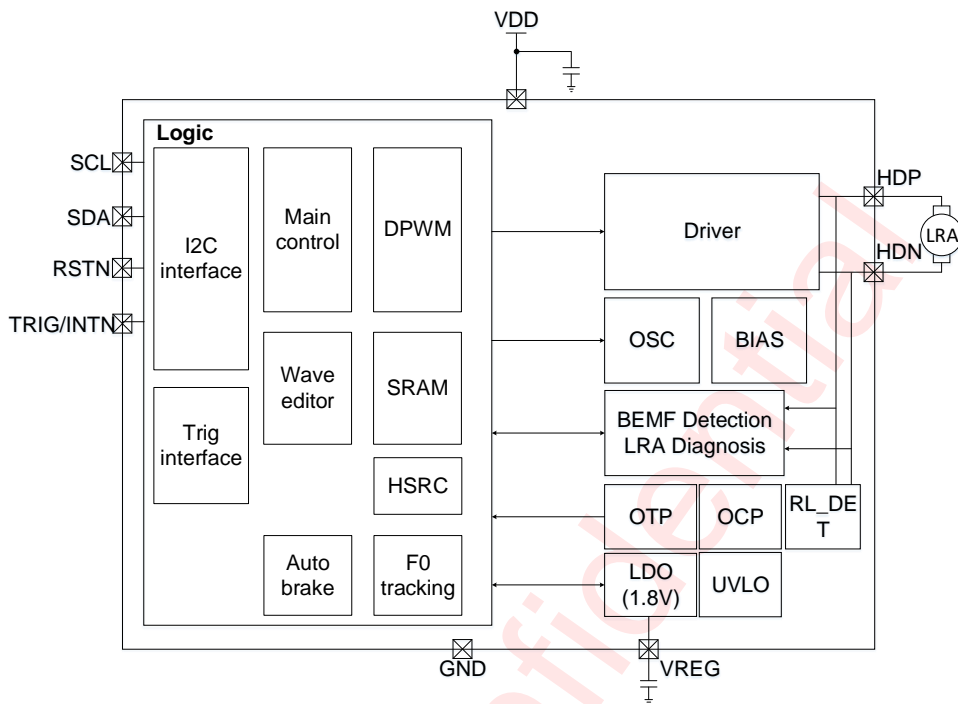 VDD
Logic
SCL
SDA
RSTN
TRIG/INTN
I2C
interface
Main
control
DPWM
Driver
HDP
LRA
HDN
OSC
BIAS
Wave
editor
SRAM
BEMF Detection
LRA Diagnosis
Trig
interface
HSRC
OTP
OCP
RL_DE
T
Auto
brake
F0
tracking
LDO
(1.8V)
UVLO
GND
VREG
nfidential